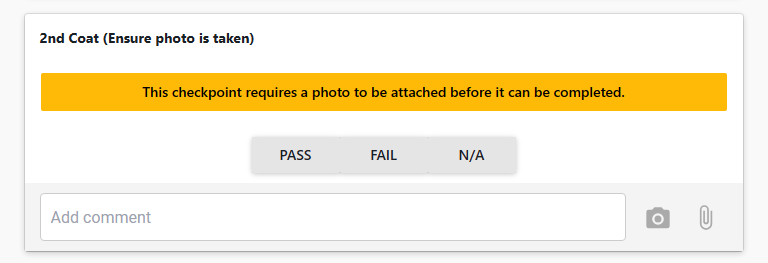 2nd Coat (Ensure photo is taken)
This checkpoint requires a photo to be attached before it can be completed.
PASS FAIL N/A
Add comment